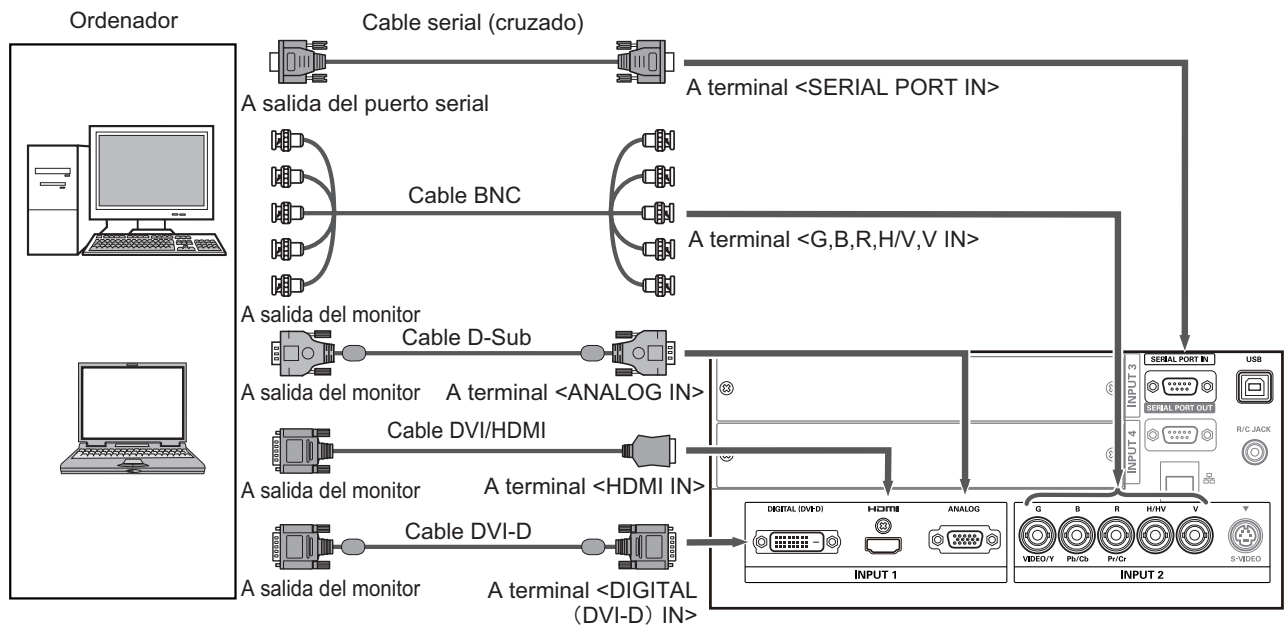 Ordenador
Cable serial (cruzado)
A salida del puerto serial
A terminal <SERIAL PORT IN>
Cable BNC
A terminal <G,B,R,H/V,V IN>
A salida del monitor
Cable D-Sub
A salida del monitor
A terminal <ANALOG IN>
Cable DVI/HDMI
A salida del monitor
A terminal <HDMI IN>
Cable DVI-D
A salida del monitor
A terminal <DIGITAL
(DVI-D) IN>
INPUT 3
SERIAL PORT IN
USB
SERIAL PORT OUT
INPUT 4
R/C JACK
DIGITAL (DVI-D)
HDMI
ANALOG
INPUT 1
G
B
R
H/HV
V
VIDEO/Y
Pb/Cb
Pr/Cr
S-VIDEO
INPUT 2